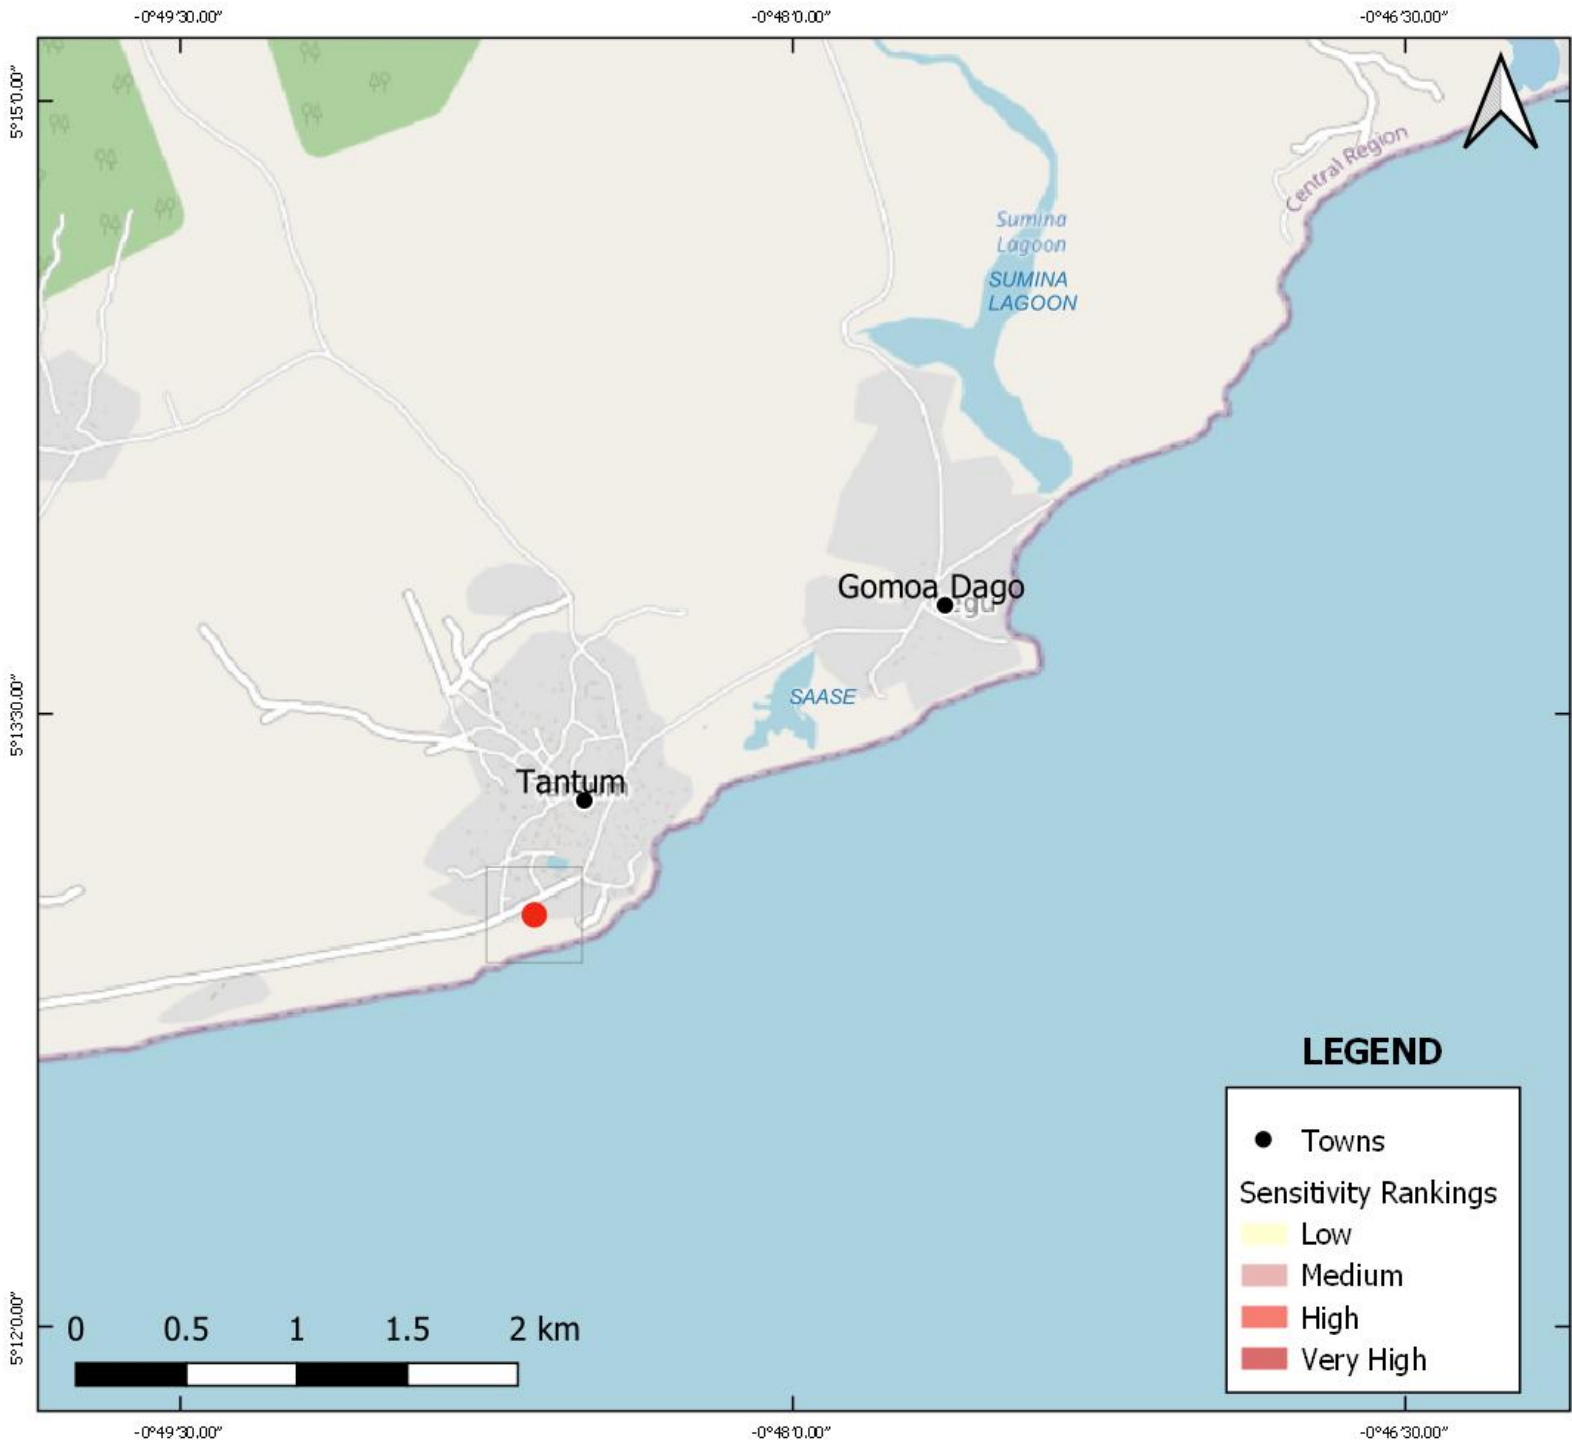 -0°49′30.00″ -0°48′0.00″ -0°46′30.00″
5°15′0.00″
Central Region
Sumina
Lagoon
SUMINA
LAGOON
Gomoa Dago
5°13′30.00″
SAASE
Tantum
LEGEND
Towns
Sensitivity Rankings
Low
Medium
High
Very High
5°12′0.00″
0 0.5 1 1.5 2 km
-0°49′30.00″ -0°48′0.00″ -0°46′30.00″